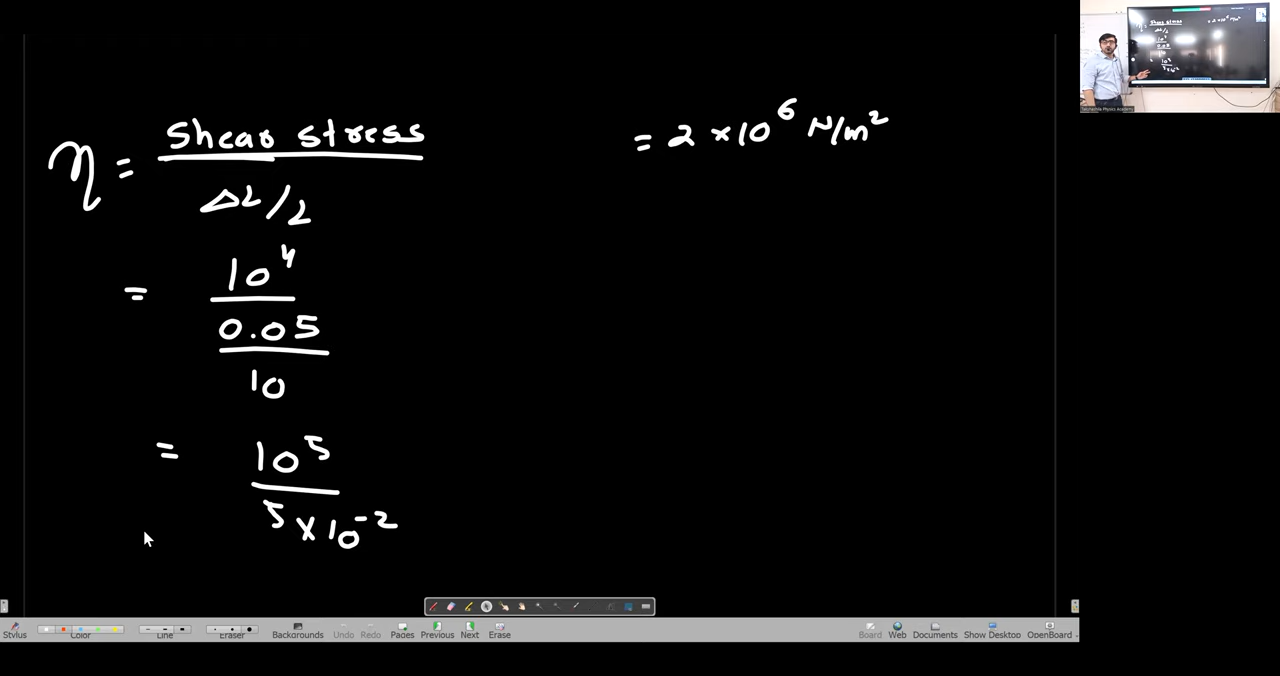 η = Shear stress
ΔL/L
= 10⁴
0.05
10
= 10⁵
5 × 10⁻²
= 2 × 10⁶ N/m²
Stylus Color Line Eraser Backgrounds Undo Redo Pages Previous Next Erase Board Web Documents Show Desktop OpenBoard